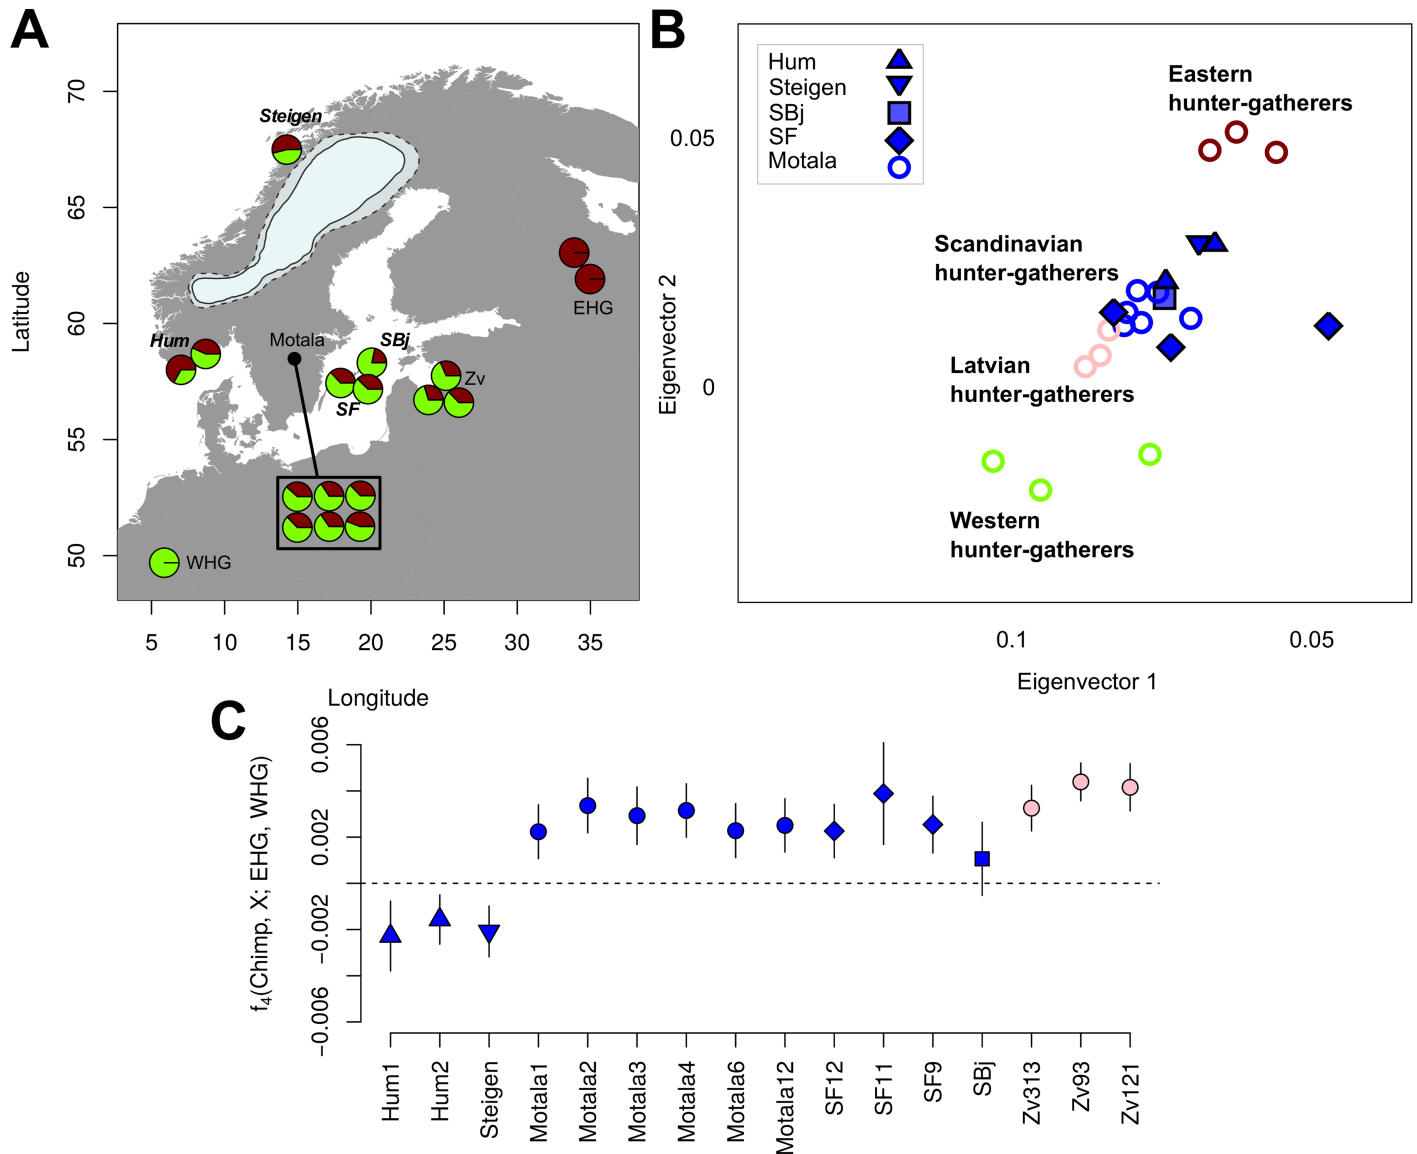 A
70
65
60
55
50
Latitude
Steigen
EHG
Hum
Motala
SBj
Zv
SF
WHG
5
10
15
20
25
30
35
Longitude
B
Hum
Steigen
SBj
SF
Motala
Eastern
hunter-gatherers
Scandinavian
hunter-gatherers
Latvian
hunter-gatherers
Western
hunter-gatherers
0.05
0
Eigenvector 2
0.1
0.05
Eigenvector 1
C
f₄(Chimp, X; EHG, WHG)
0.006
0.002
−0.002
−0.006
Hum1
Hum2
Steigen
Motala1
Motala2
Motala3
Motala4
Motala6
Motala12
SF12
SF11
SF9
SBj
Zv313
Zv93
Zv121